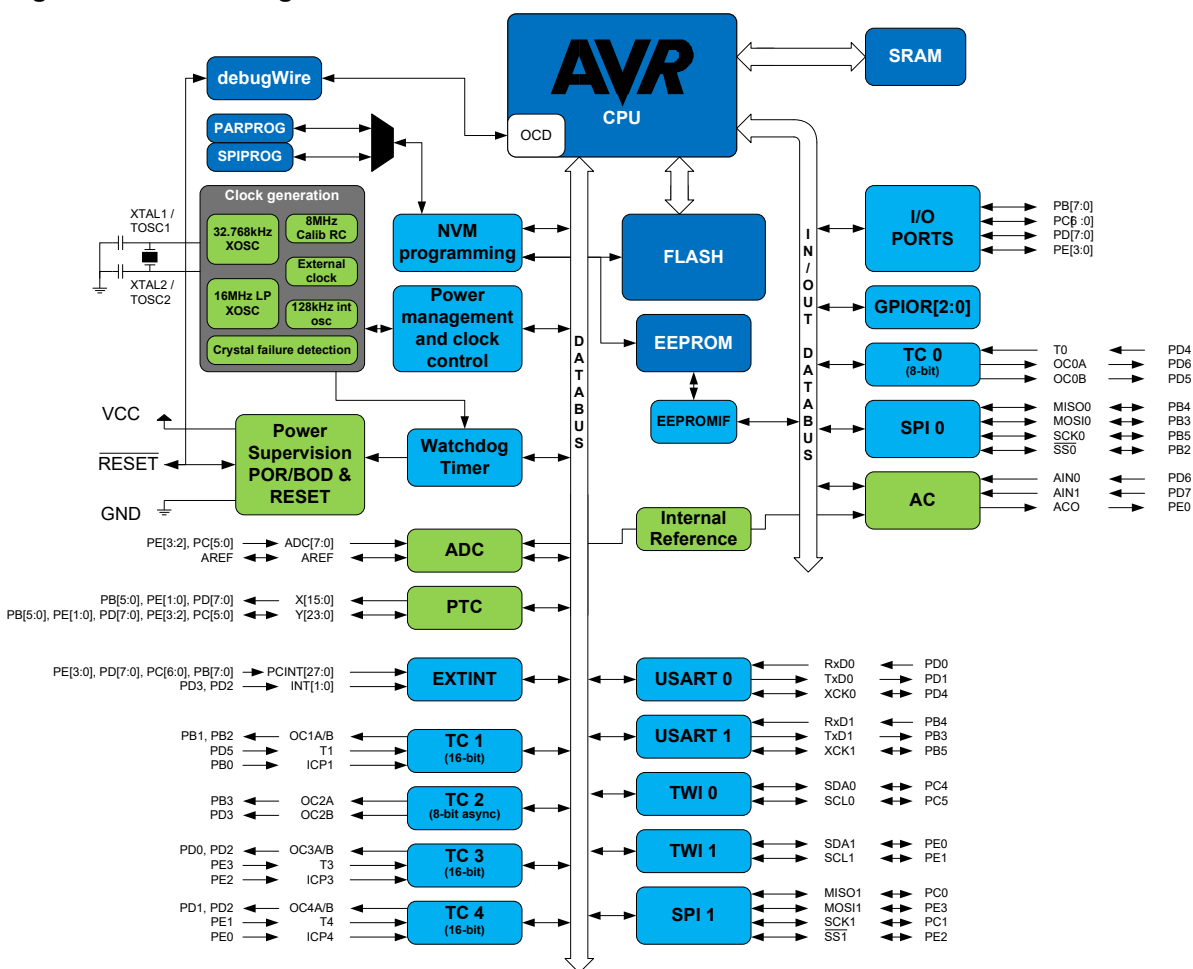 AVR
CPU
OCD
SRAM
debugWire
PARPROG
SPIPROG
Clock generation
XTAL1 /
TOSC1
XTAL2 /
TOSC2
32.768kHz
XOSC
8MHz
Calib RC
External
clock
16MHz LP
XOSC
128kHz int
osc
Crystal failure detection
NVM
programming
Power
management
and clock
control
FLASH
EEPROM
EEPROMIF
DATABUS
IN/OUT DATABUS
I/O
PORTS
PB[7:0]
PC[6:0]
PD[7:0]
PE[3:0]
GPIOR[2:0]
TC 0
(8-bit)
T0 PD4
OC0A PD6
OC0B PD5
SPI 0
MISO0 PB4
MOSI0 PB3
SCK0 PB5
SS0 PB2
AC
AIN0 PD6
AIN1 PD7
ACO PE0
VCC
RESET
GND
Power
Supervision
POR/BOD &
RESET
Watchdog
Timer
Internal
Reference
PE[3:2], PC[5:0] ADC[7:0]
AREF AREF
ADC
PB[5:0], PE[1:0], PD[7:0] X[15:0]
PB[5:0], PE[1:0], PD[7:0], PE[3:2], PC[5:0] Y[23:0]
PTC
PE[3:0], PD[7:0], PC[6:0], PB[7:0] PCINT[27:0]
PD3, PD2 INT[1:0]
EXTINT
PB1, PB2 OC1A/B
PD5 T1
PB0 ICP1
TC 1
(16-bit)
PB3 OC2A
PD3 OC2B
TC 2
(8-bit async)
PD0, PD2 OC3A/B
PE3 T3
PE2 ICP3
TC 3
(16-bit)
PD1, PD2 OC4A/B
PE1 T4
PE0 ICP4
TC 4
(16-bit)
USART 0
RxD0 PD0
TxD0 PD1
XCK0 PD4
USART 1
RxD1 PB4
TxD1 PB3
XCK1 PB5
TWI 0
SDA0 PC4
SCL0 PC5
TWI 1
SDA1 PE0
SCL1 PE1
SPI 1
MISO1 PC0
MOSI1 PE3
SCK1 PC1
SS1 PE2